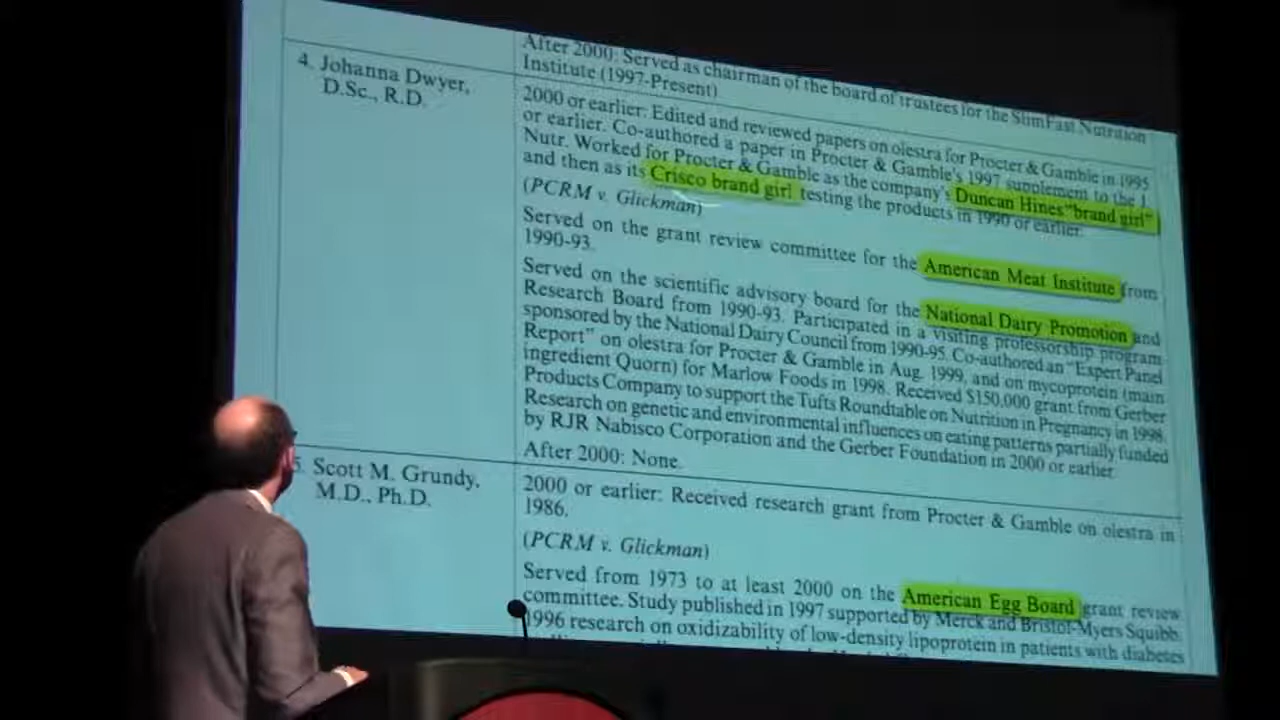 After 2000: Served as chairman of the board of trustees for the SlimFast Nutrition
Institute (1997-Present)
4. Johanna Dwyer,
D.Sc., R.D.
2000 or earlier: Edited and reviewed papers on olestra for Procter & Gamble in 1995
or earlier. Co-authored a paper in Procter & Gamble's 1997 supplement to the J.
Nutr. Worked for Procter & Gamble as the company's Duncan Hines "brand girl"
and then as its Crisco brand girl testing the products in 1990 or earlier.
(PCRM v. Glickman)
Served on the grant review committee for the American Meat Institute from
1990-93.
Served on the scientific advisory board for the National Dairy Promotion and
Research Board from 1990-93. Participated in a visiting professorship program
sponsored by the National Dairy Council from 1990-95. Co-authored an "Expert Panel
Report" on olestra for Procter & Gamble in Aug. 1999, and on mycoprotein (main
ingredient Quorn) for Marlow Foods in 1998. Received $150,000 grant from Gerber
Products Company to support the Tufts Roundtable on Nutrition in Pregnancy in 1998.
Research on genetic and environmental influences on eating patterns partially funded
by RJR Nabisco Corporation and the Gerber Foundation in 2000 or earlier.
After 2000: None.
5. Scott M. Grundy,
M.D., Ph.D.
2000 or earlier: Received research grant from Procter & Gamble on olestra in
1986.
(PCRM v. Glickman)
Served from 1973 to at least 2000 on the American Egg Board grant review
committee. Study published in 1997 supported by Merck and Bristol-Myers Squibb.
1996 research on oxidizability of low-density lipoprotein in patients with diabetes